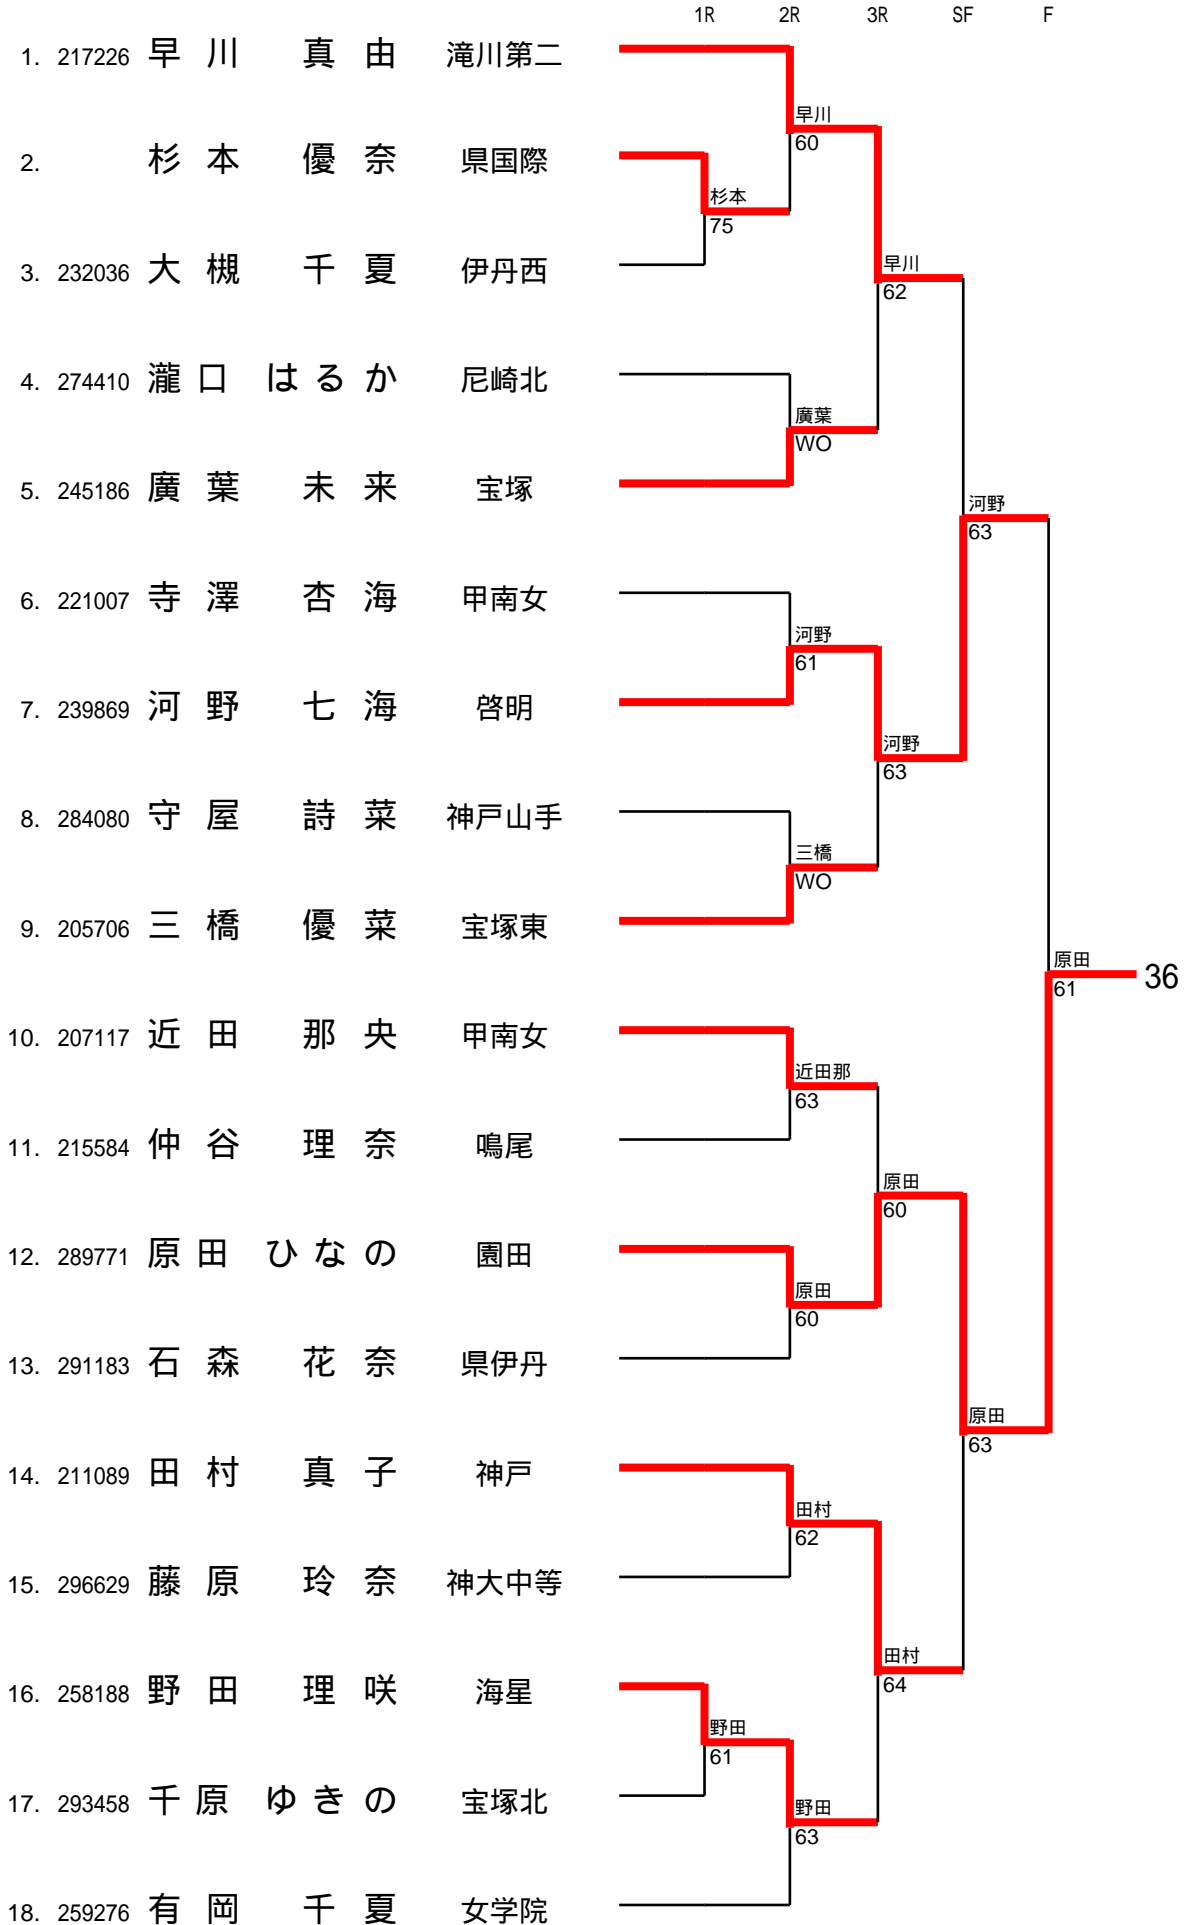 1R 2R 3R SF F
1. 217226 早川 真由 滝川第二
早川
60
2. 杉本 優奈 県国際
杉本
75
3. 232036 大槻 千夏 伊丹西
早川
62
4. 274410 瀧口 はるか 尼崎北
廣葉
WO
5. 245186 廣葉 未来 宝塚
河野
63
6. 221007 寺澤 杏海 甲南女
河野
61
7. 239869 河野 七海 啓明
河野
63
8. 284080 守屋 詩菜 神戸山手
三橋
WO
9. 205706 三橋 優菜 宝塚東
原田
61
36
10. 207117 近田 那央 甲南女
近田那
63
11. 215584 仲谷 理奈 鳴尾
原田
60
12. 289771 原田 ひなの 園田
原田
60
13. 291183 石森 花奈 県伊丹
原田
63
14. 211089 田村 真子 神戸
田村
62
15. 296629 藤原 玲奈 神大中等
田村
64
16. 258188 野田 理咲 海星
野田
61
17. 293458 千原 ゆきの 宝塚北
野田
63
18. 259276 有岡 千夏 女学院